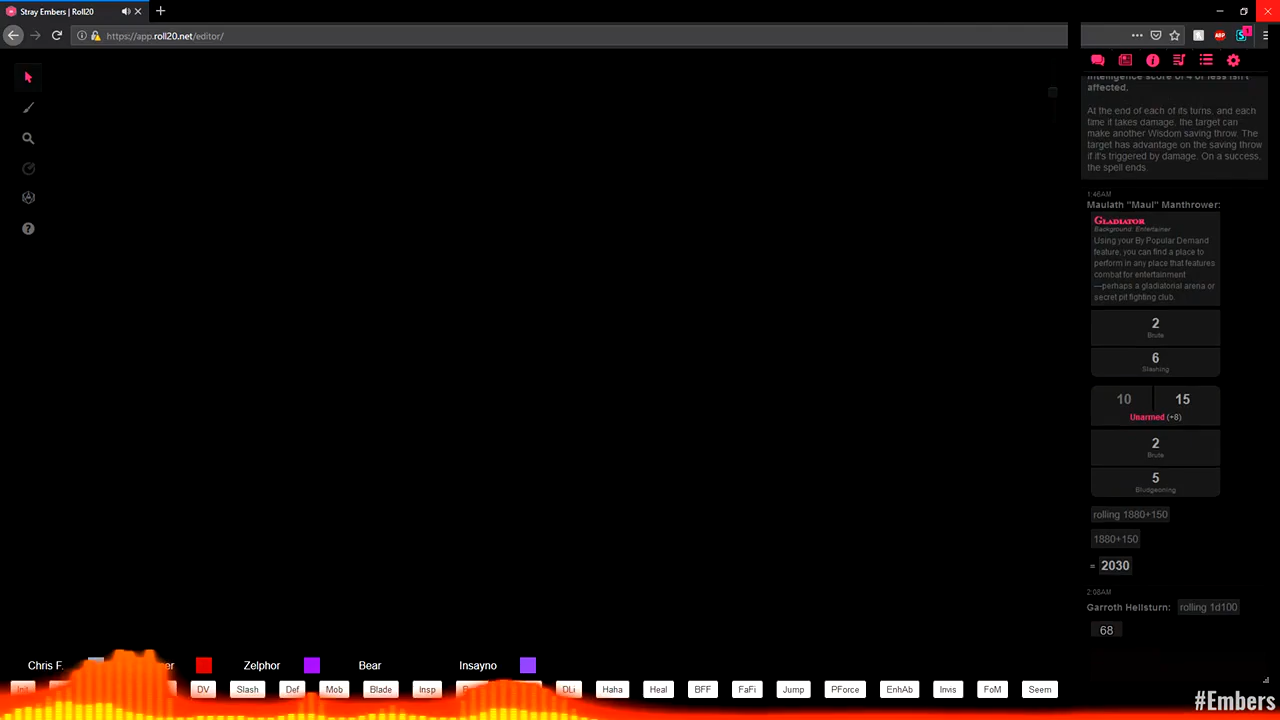 Stray Embers | Roll20
https://app.roll20.net/editor/
ABP
1
Intelligence score of 4 or less isn't
affected.
At the end of each of its turns, and each
time it takes damage, the target can
make another Wisdom saving throw. The
target has advantage on the saving throw
if it's triggered by damage. On a success,
the spell ends.
1:46AM
Maulath "Maul" Manthrower:
Gladiator
Background: Entertainer
Using your By Popular Demand
feature, you can find a place to
perform in any place that features
combat for entertainment
—perhaps a gladiatorial arena or
secret pit fighting club.
2
Brute
6
Slashing
10 15
Unarmed (+8)
2
Brute
5
Bludgeoning
rolling 1880+150
1880+150
= 2030
2:08AM
Garroth Hellsturn: rolling 1d100
68
Chris F. Zelphor Bear Insayno
DV Slash Def Mob Blade Insp DLi Haha Heal BFF FaFi Jump PForce EnhAb Invis FoM Seem
#Embers